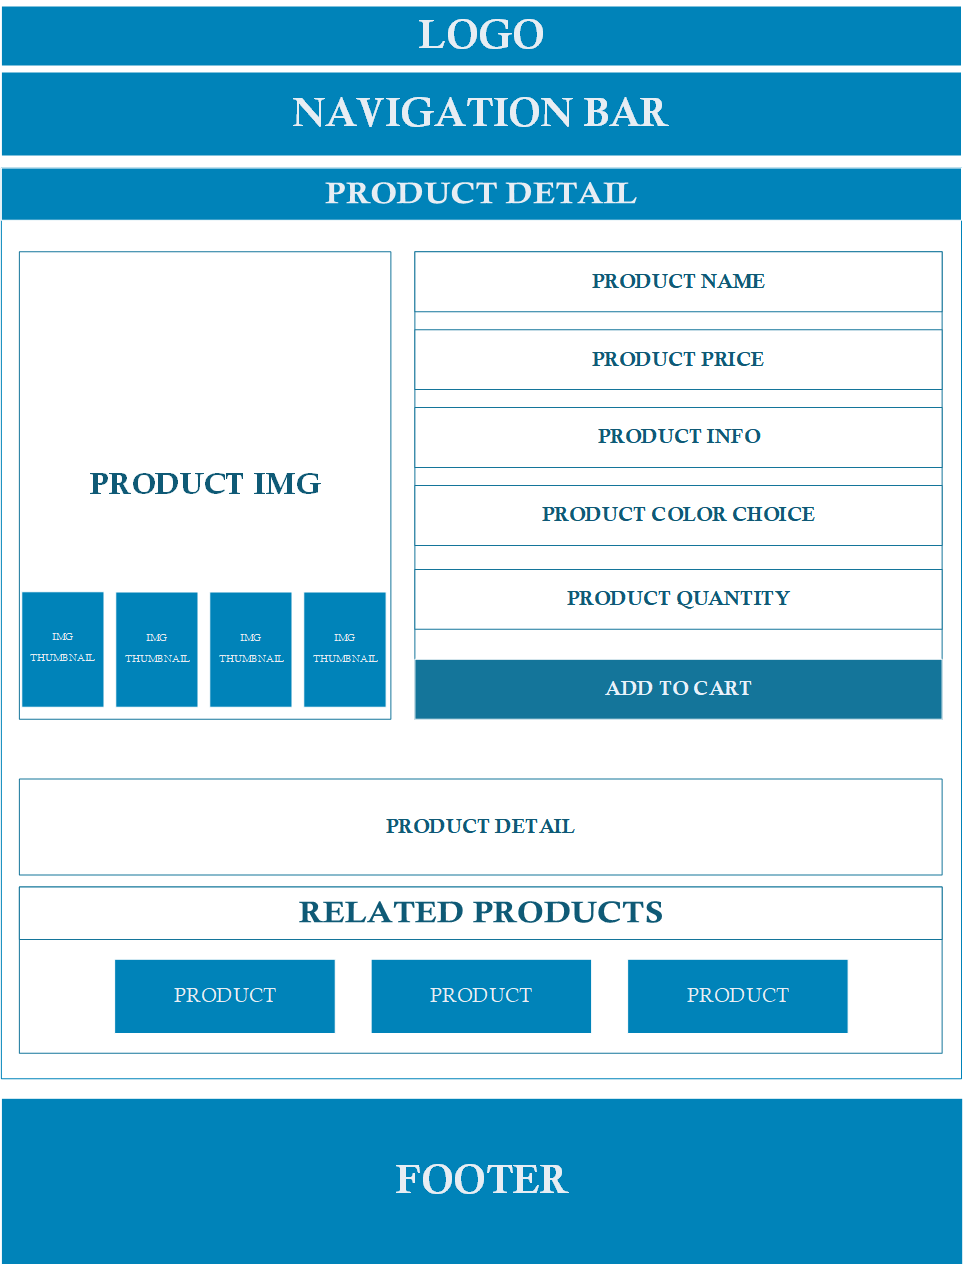 LOGO
NAVIGATION BAR
PRODUCT DETAIL
PRODUCT IMG
IMG
THUMBNAIL
IMG
THUMBNAIL
IMG
THUMBNAIL
IMG
THUMBNAIL
PRODUCT NAME
PRODUCT PRICE
PRODUCT INFO
PRODUCT COLOR CHOICE
PRODUCT QUANTITY
ADD TO CART
PRODUCT DETAIL
RELATED PRODUCTS
PRODUCT
PRODUCT
PRODUCT
FOOTER